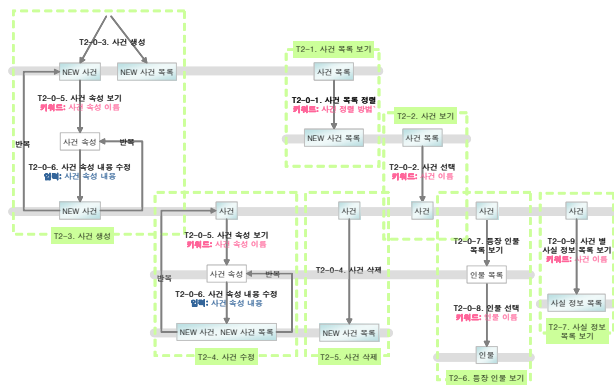 T2-0-3. 사건 생성
NEW 사건
NEW 사건 목록
T2-0-5. 사건 속성 보기
키워드: 사건 속성 이름
반복
사건 속성
반복
T2-0-6. 사건 속성 내용 수정
입력: 사건 속성 내용
NEW 사건
T2-3. 사건 생성
T2-1. 사건 목록 보기
사건 목록
T2-0-1. 사건 목록 정렬
키워드: 사건 정렬 방법
NEW 사건 목록
T2-2. 사건 보기
사건 목록
T2-0-2. 사건 선택
키워드: 사건 이름
사건
사건
T2-0-5. 사건 속성 보기
키워드: 사건 속성 이름
반복
사건 속성
반복
T2-0-6. 사건 속성 내용 수정
입력: 사건 속성 내용
NEW 사건, NEW 사건 목록
T2-4. 사건 수정
사건
T2-0-4. 사건 삭제
NEW 사건 목록
T2-5. 사건 삭제
사건
T2-0-7. 등장 인물
목록 보기
인물 목록
T2-0-8. 인물 선택
키워드: 인물 이름
인물
T2-6. 등장 인물 보기
사건
T2-0-9. 사건 별
사실 정보 목록 보기
키워드: 사건 이름
사실 정보 목록
T2-7. 사실 정보
목록 보기